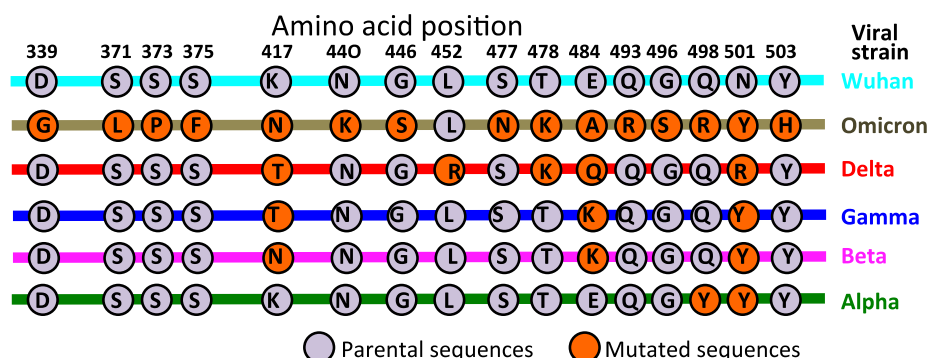 Amino acid position
Viral strain
339 371 373 375 417 440 446 452 477 478 484 493 496 498 501 503
D S S S K N G L S T E Q G Q N Y Wuhan
G L P F N K S L N K A R S R Y H Omicron
D S S S T N G R S K Q Q G Q R Y Delta
D S S S T N G L S T K Q G Q Y Y Gamma
D S S S N N G L S T K Q G Q Y Y Beta
D S S S K N G L S T E Q G Y Y Y Alpha
Parental sequences Mutated sequences